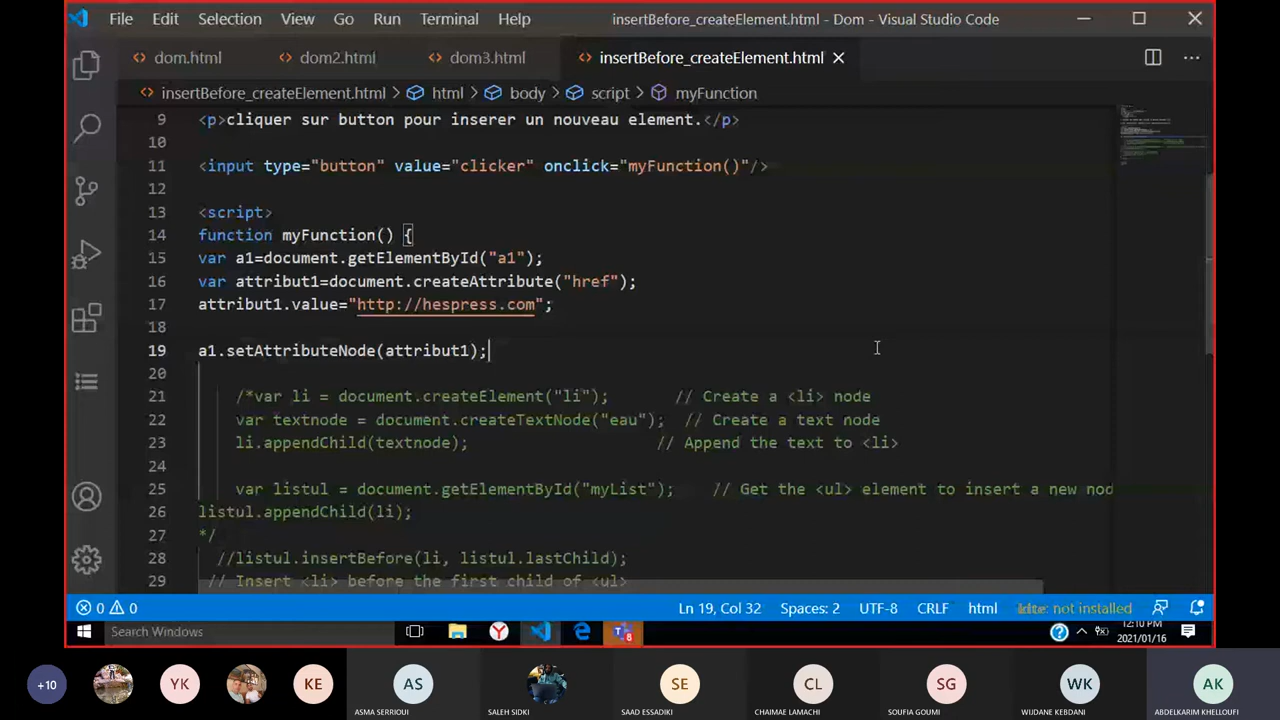 File Edit Selection View Go Run Terminal Help insertBefore_createElement.html - Dom - Visual Studio Code
dom.html dom2.html dom3.html insertBefore_createElement.html
insertBefore_createElement.html > html > body > script > myFunction
9 <p>cliquer sur button pour inserer un nouveau element.</p>
10
11 <input type="button" value="clicker" onclick="myFunction()"/>
12
13 <script>
14 function myFunction() {
15 var a1=document.getElementById("a1");
16 var attribut1=document.createAttribute("href");
17 attribut1.value="http://hespress.com";
18
19 a1.setAttributeNode(attribut1);
20
21 /*var li = document.createElement("li"); // Create a <li> node
22 var textnode = document.createTextNode("eau"); // Create a text node
23 li.appendChild(textnode); // Append the text to <li>
24
25 var listul = document.getElementById("myList"); // Get the <ul> element to insert a new nod
26 listul.appendChild(li);
27 */
28 //listul.insertBefore(li, listul.lastChild);
29 // Insert <li> before the first child of <ul>
0 0 Ln 19, Col 32 Spaces: 2 UTF-8 CRLF html not installed
Search Windows 8 12:10 PM
2021/01/16
+10 YK KE AS SE CL SG WK AK
ASMA SERRIOUI SALEH SIDKI SAAD ESSADIKI CHAIMAE LAMACHI SOUFIA GOUMI WIJDANE KEBDANI ABDELKARIM KHELLOUFI